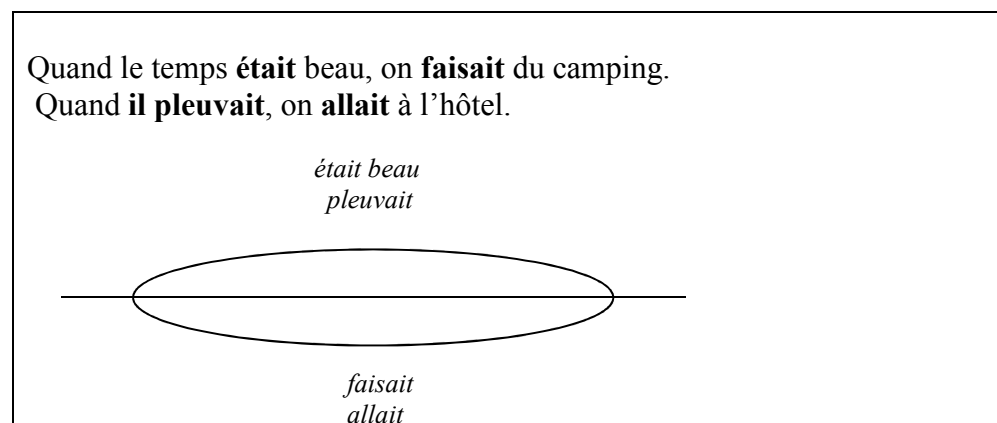 Quand le temps était beau, on faisait du camping.
Quand il pleuvait, on allait à l’hôtel.
était beau
pleuvait
faisait
allait